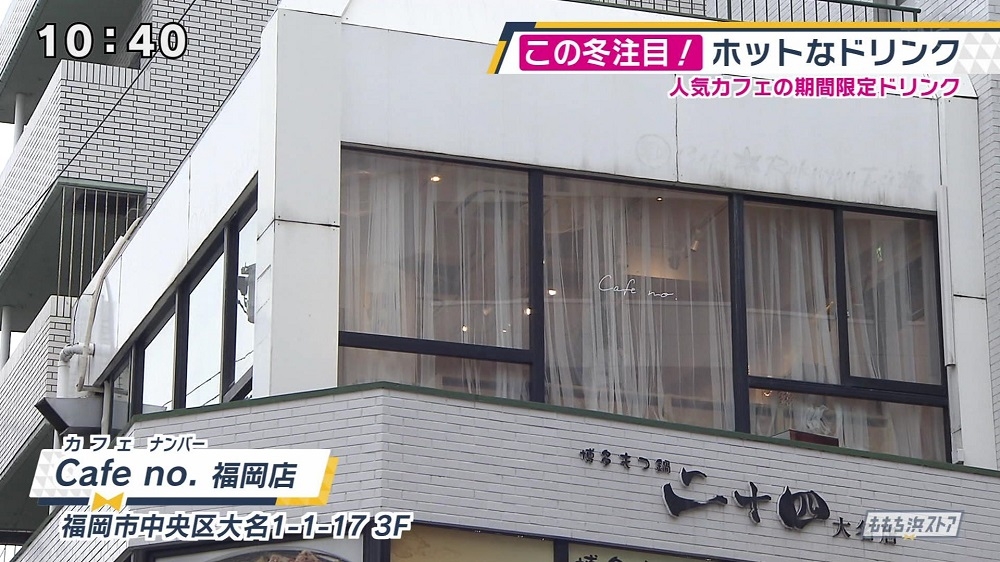 10:40
この冬注目！ ホットなドリンク
人気カフェの期間限定ドリンク
Cafe no.
カフェ ナンバー
Cafe no. 福岡店
福岡市中央区大名1-1-17 3F
博多もつ鍋
二十四
ももち浜ストア